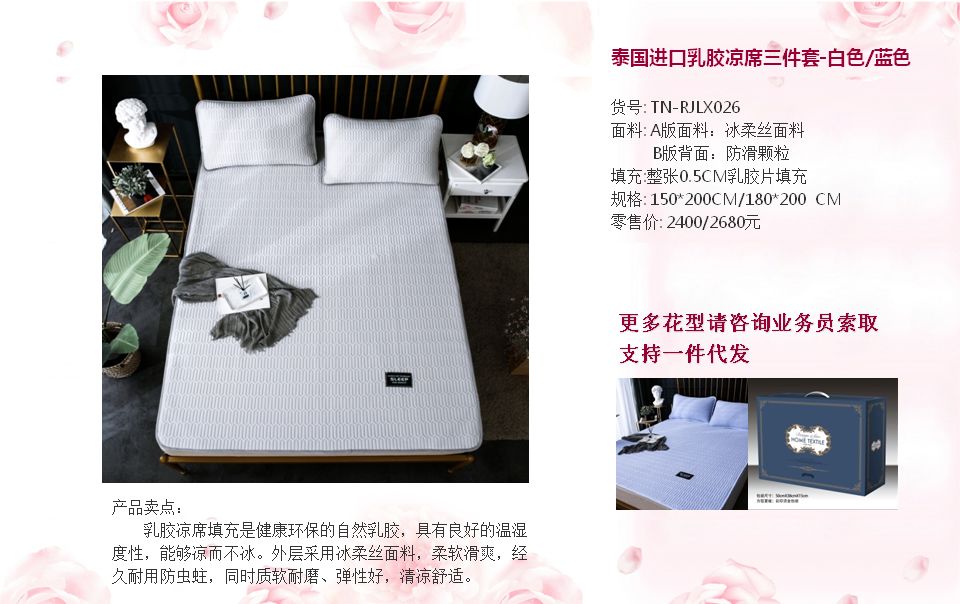 泰国进口乳胶凉席三件套-白色/蓝色
货号: TN-RJLX026
面料: A版面料：冰柔丝面料
B版背面：防滑颗粒
填充:整张0.5CM乳胶片填充
规格: 150*200CM/180*200 CM
零售价: 2400/2680元
更多花型请咨询业务员索取
支持一件代发
SLEEP
HOME TEXTILE
产品卖点：
乳胶凉席填充是健康环保的自然乳胶，具有良好的温湿
度性，能够凉而不冰。外层采用冰柔丝面料，柔软滑爽，经
久耐用防虫蛀，同时质软耐磨、弹性好，清凉舒适。